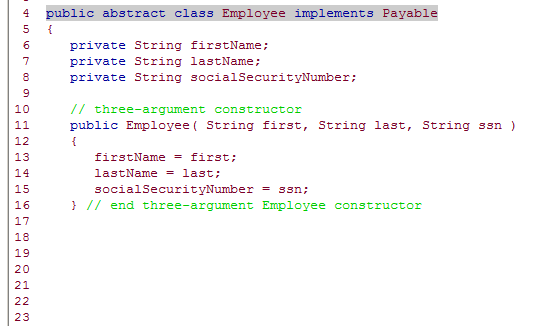 4 public abstract class Employee implements Payable
5 {
6 private String firstName;
7 private String lastName;
8 private String socialSecurityNumber;
9
10 // three-argument constructor
11 public Employee( String first, String last, String ssn )
12 {
13 firstName = first;
14 lastName = last;
15 socialSecurityNumber = ssn;
16 } // end three-argument Employee constructor
17
18
19
20
21
22
23